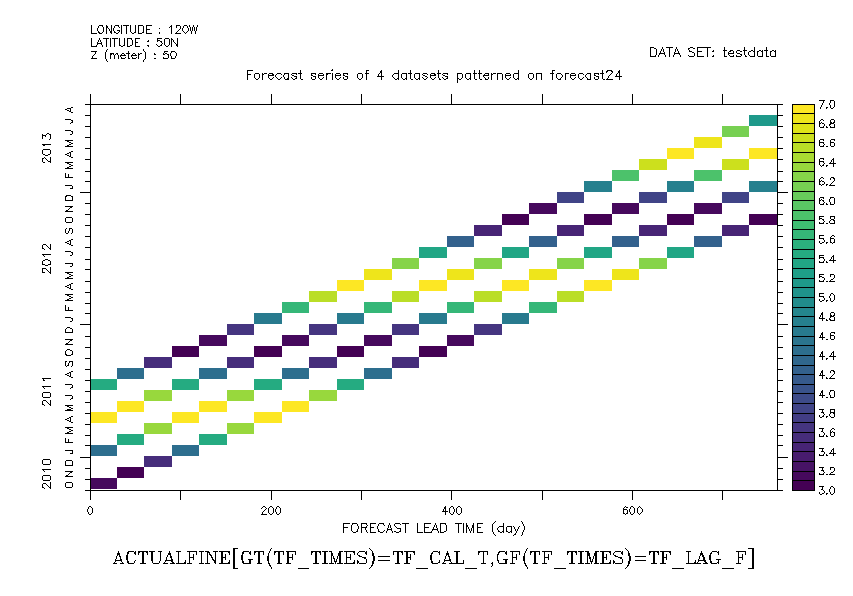 LONGITUDE : 120W
LATITUDE : 50N
Z (meter) : 50
DATA SET: testdata
Forecast series of 4 datasets patterned on forecast24
2013
2012
2011
2010
A
J
J
M
A
M
F
J
D
N
O
S
A
J
J
M
A
M
F
J
D
N
O
S
A
J
J
M
A
M
F
J
D
N
O
7.0
6.8
6.6
6.4
6.2
6.0
5.8
5.6
5.4
5.2
5.0
4.8
4.6
4.4
4.2
4.0
3.8
3.6
3.4
3.2
3.0
0
200
400
600
FORECAST LEAD TIME (day)
ACTUALFINE[GT(TF_TIMES)=TF_CAL_T,GF(TF_TIMES)=TF_LAG_F]